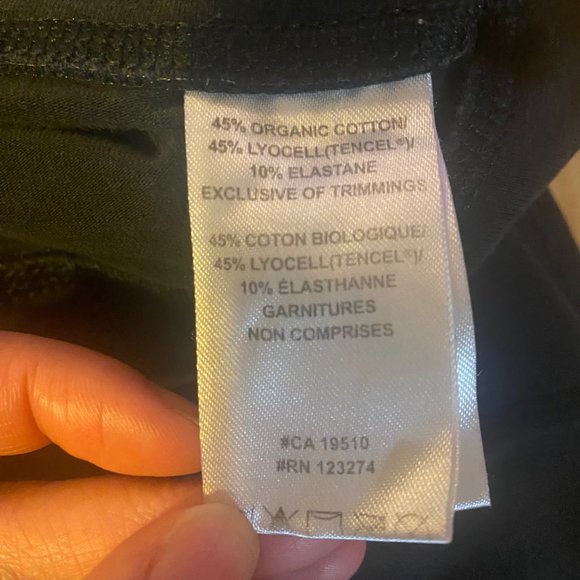 45% ORGANIC COTTON/
45% LYOCELL(TENCEL®)/
10% ELASTANE
EXCLUSIVE OF TRIMMINGS
45% COTON BIOLOGIQUE/
45% LYOCELL(TENCEL®)/
10% ÉLASTHANNE
GARNITURES
NON COMPRISES
#CA 19510
#RN 123274